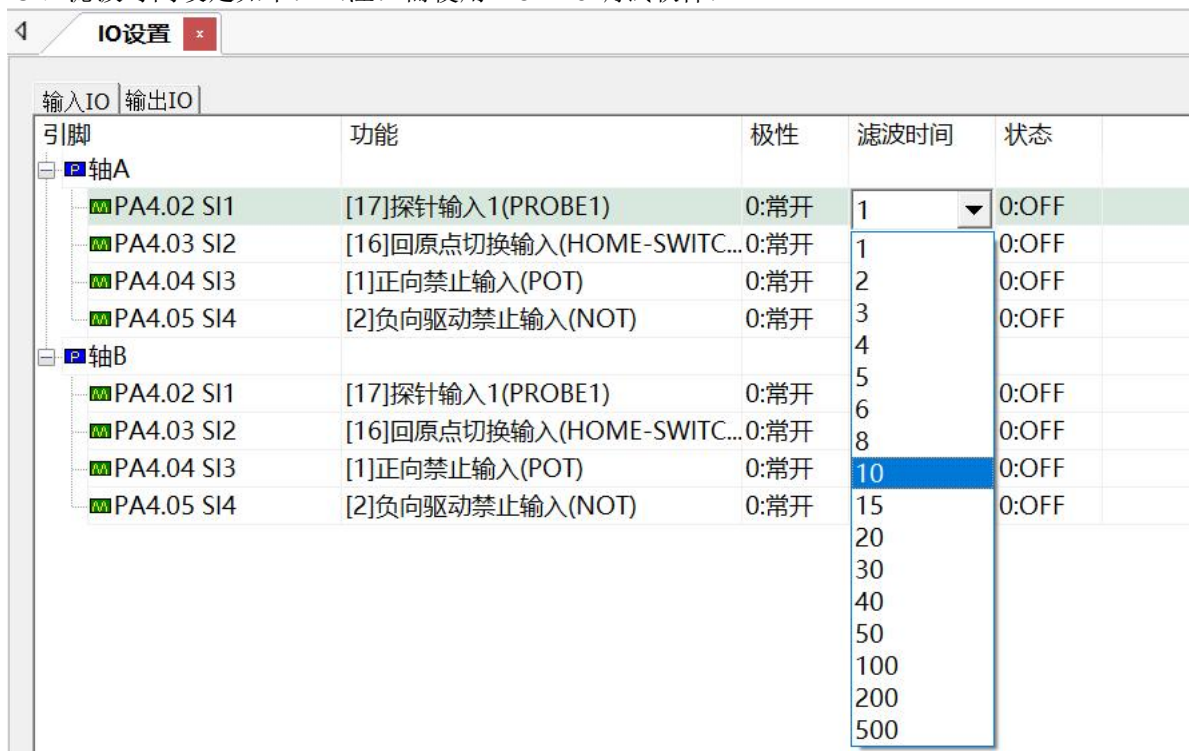 IO设置 x
输入IO 输出IO
引脚 功能 极性 滤波时间 状态
轴A
PA4.02 SI1 [17]探针输入1(PROBE1) 0:常开 1 0:OFF
PA4.03 SI2 [16]回原点切换输入(HOME-SWITC... 0:常开 0:OFF
PA4.04 SI3 [1]正向禁止输入(POT) 0:常开 0:OFF
PA4.05 SI4 [2]负向驱动禁止输入(NOT) 0:常开 0:OFF
轴B
PA4.02 SI1 [17]探针输入1(PROBE1) 0:常开 0:OFF
PA4.03 SI2 [16]回原点切换输入(HOME-SWITC... 0:常开 0:OFF
PA4.04 SI3 [1]正向禁止输入(POT) 0:常开 0:OFF
PA4.05 SI4 [2]负向驱动禁止输入(NOT) 0:常开 0:OFF
1
2
3
4
5
6
8
10
15
20
30
40
50
100
200
500